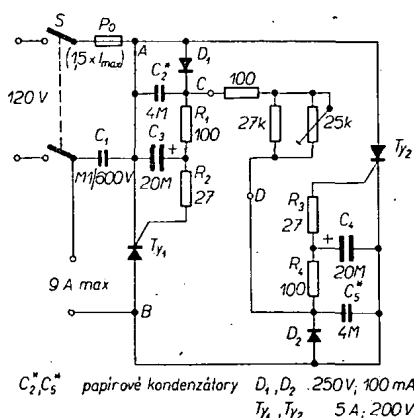 S
P₀
A
(1,5 × Imax)
D₁
C₂*
C
100
4M
120 V
R₁
100
27k
25k
C₁
C₃
+
M1/600V
20M
R₂
27
D
Ty₂
R₃
27
Ty₁
+
C₄
20M
R₄
100
C₅*
4M
9 A max
B
D₂
C₂*, C₅* papírové kondenzátory D₁, D₂ 250 V; 100 mA
Ty₁, Ty₂ 5 A; 200 V